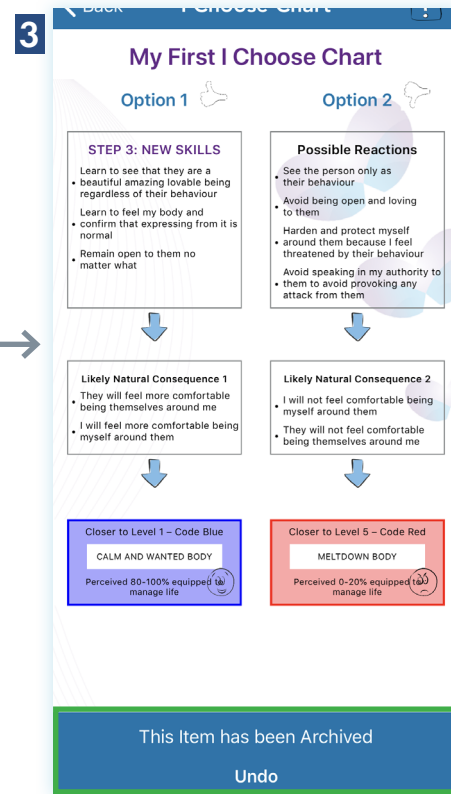 3
Back
I Choose Chart
My First I Choose Chart
Option 1
Option 2
STEP 3: NEW SKILLS
• Learn to see that they are a
beautiful amazing lovable being
regardless of their behaviour
• Learn to feel my body and
confirm that expressing from it is
normal
• Remain open to them no
matter what
Possible Reactions
• See the person only as
their behaviour
• Avoid being open and loving
to them
• Harden and protect myself
around them because I feel
threatened by their behaviour
• Avoid speaking in my authority to
them to avoid provoking any
attack from them
Likely Natural Consequence 1
• They will feel more comfortable
being themselves around me
• I will feel more comfortable being
myself around them
Likely Natural Consequence 2
• I will not feel comfortable being
myself around them
• They will not feel comfortable
being themselves around me
Closer to Level 1 – Code Blue
CALM AND WANTED BODY
Perceived 80-100% equipped to
manage life
Closer to Level 5 – Code Red
MELTDOWN BODY
Perceived 0-20% equipped to
manage life
This Item has been Archived
Undo